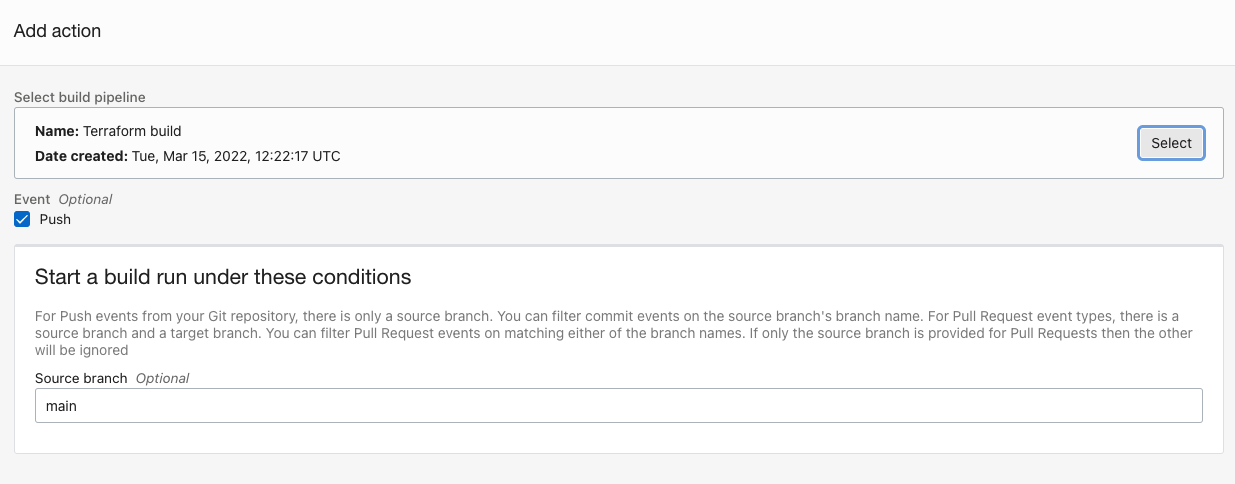 Add action
Select build pipeline
Name: Terraform build
Date created: Tue, Mar 15, 2022, 12:22:17 UTC
Select
Event Optional
Push
Start a build run under these conditions
For Push events from your Git repository, there is only a source branch. You can filter commit events on the source branch's branch name. For Pull Request event types, there is a
source branch and a target branch. You can filter Pull Request events on matching either of the branch names. If only the source branch is provided for Pull Requests then the other
will be ignored
Source branch Optional
main